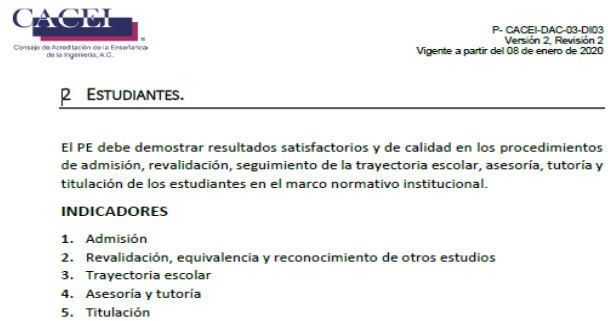 CACEI
Consejo de Acreditación de la Enseñanza
de la Ingeniería, A.C.
P- CACEI-DAC-03-DI03
Versión 2, Revisión 2
Vigente a partir del 08 de enero de 2020
2 ESTUDIANTES.
El PE debe demostrar resultados satisfactorios y de calidad en los procedimientos
de admisión, revalidación, seguimiento de la trayectoria escolar, asesoría, tutoría y
titulación de los estudiantes en el marco normativo institucional.
INDICADORES
1. Admisión
2. Revalidación, equivalencia y reconocimiento de otros estudios
3. Trayectoria escolar
4. Asesoría y tutoría
5. Titulación